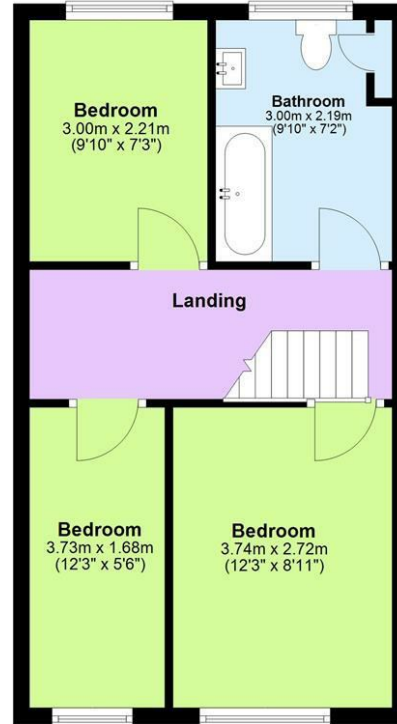 Bedroom
3.00m x 2.21m
(9'10" x 7'3")
Bathroom
3.00m x 2.19m
(9'10" x 7'2")
Landing
Bedroom
3.73m x 1.68m
(12'3" x 5'6")
Bedroom
3.74m x 2.72m
(12'3" x 8'11")